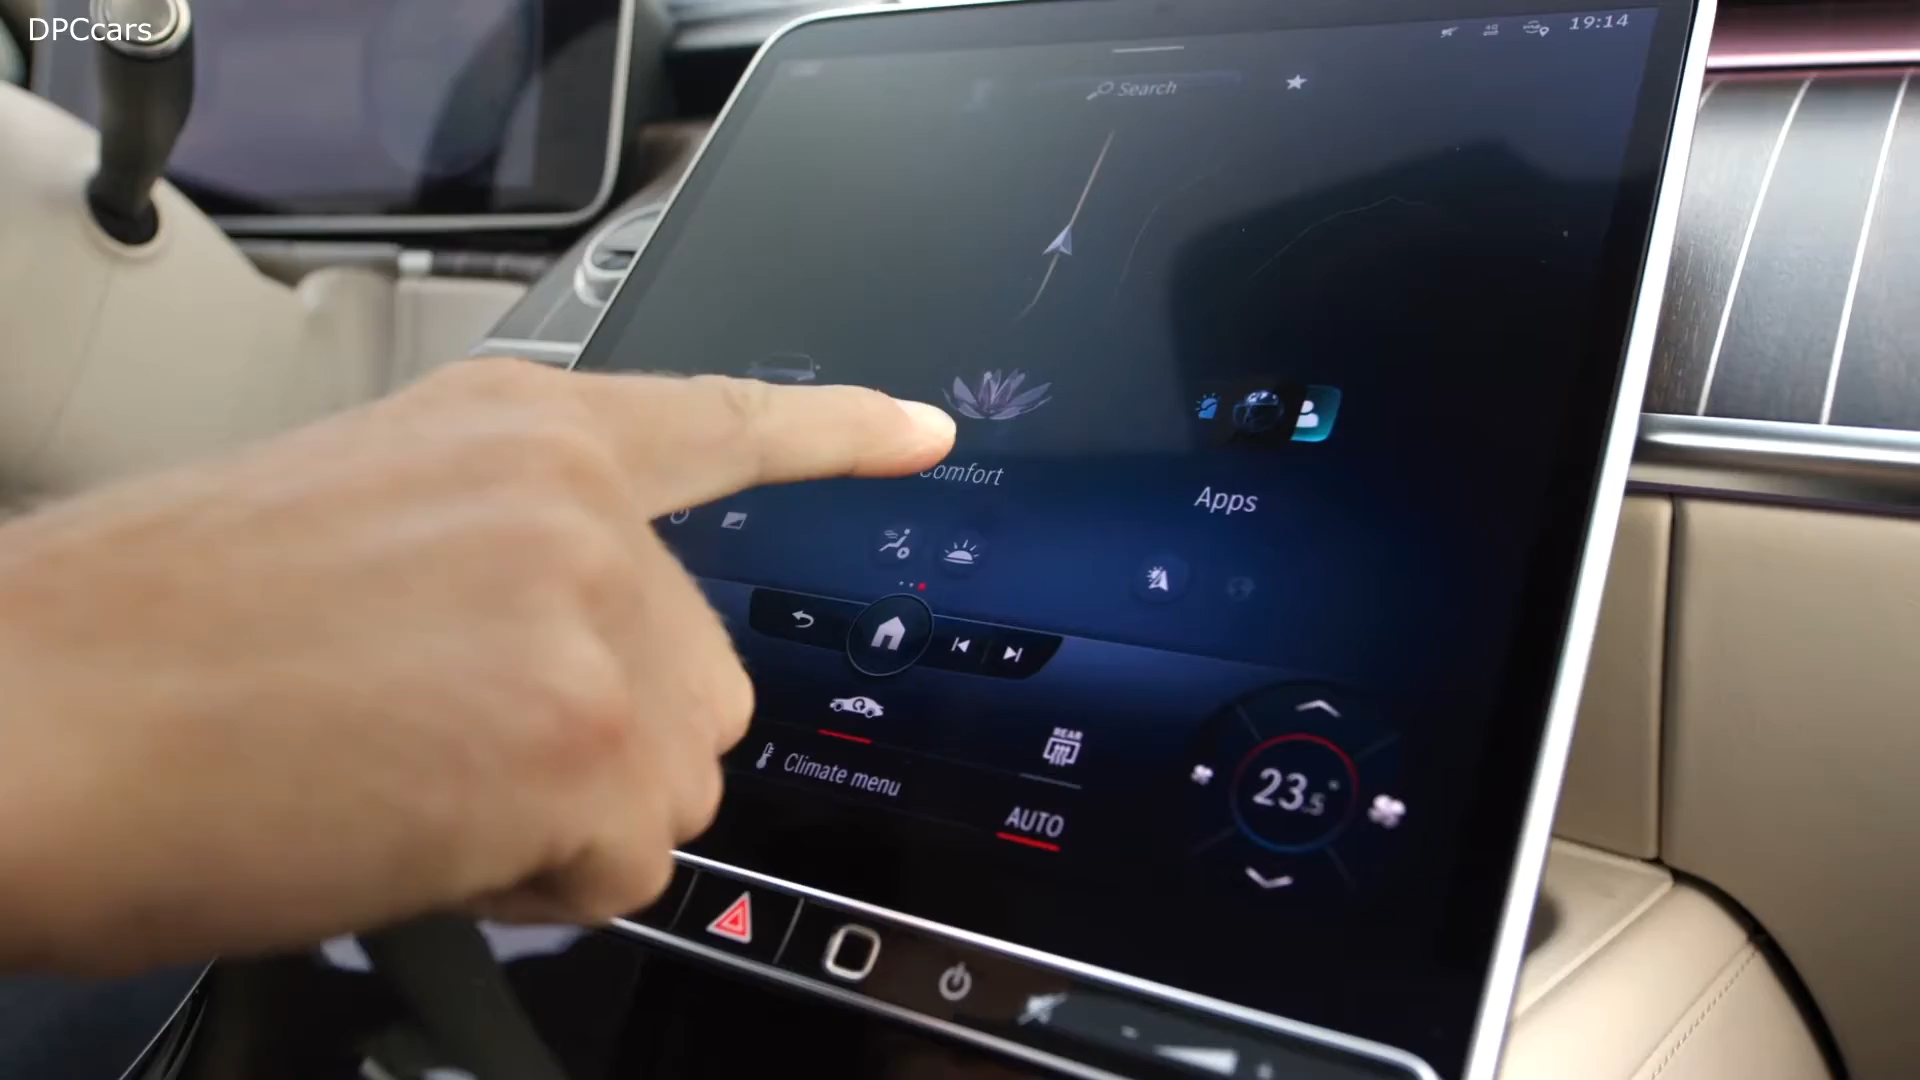 DPCcars
19:14
Search
Comfort
Apps
REAR
Climate menu
AUTO
23.5°